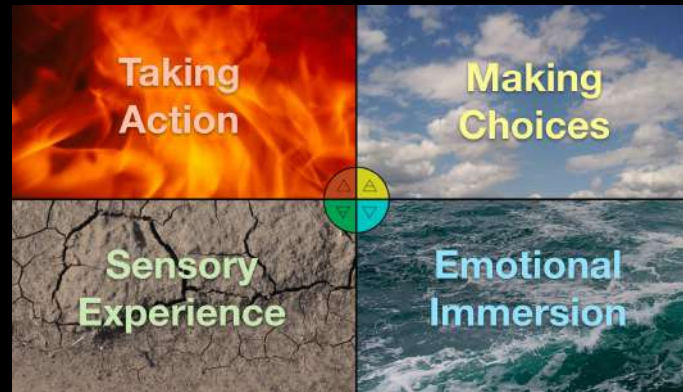 Taking
Action
Making
Choices
Sensory
Experience
Emotional
Immersion